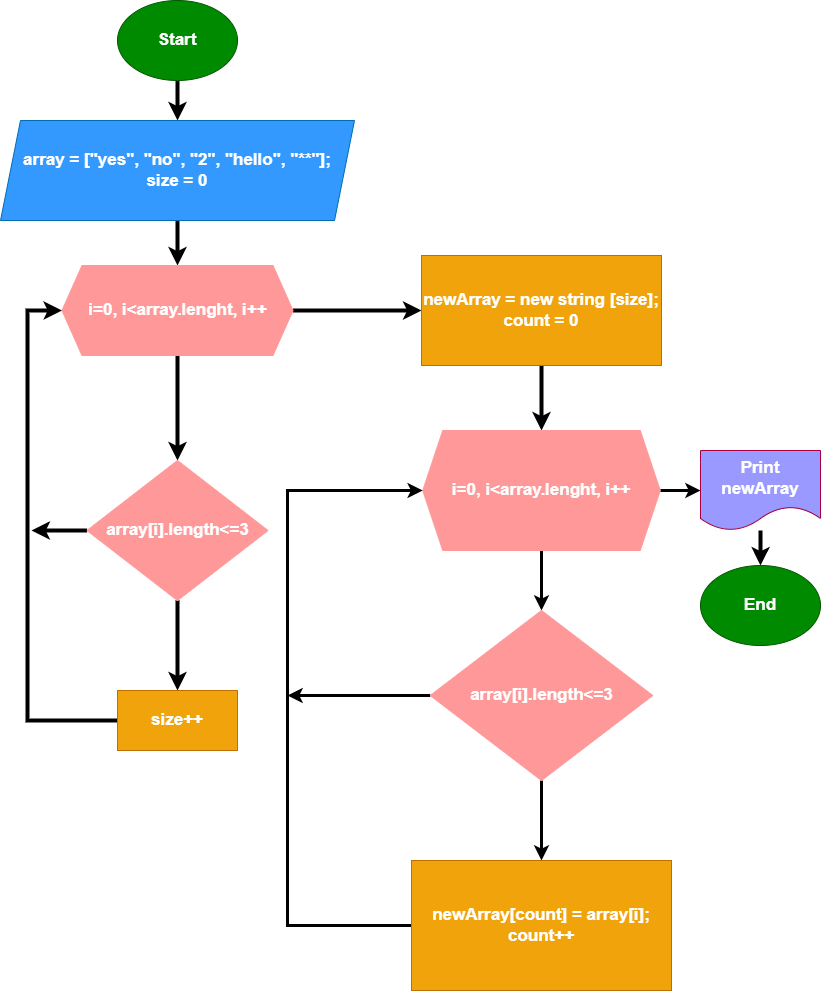 Start
array = ["yes", "no", "2", "hello", "**"];
size = 0
i=0, i<array.lenght, i++
array[i].length<=3
size++
newArray = new string [size];
count = 0
i=0, i<array.lenght, i++
array[i].length<=3
newArray[count] = array[i];
count++
Print
newArray
End